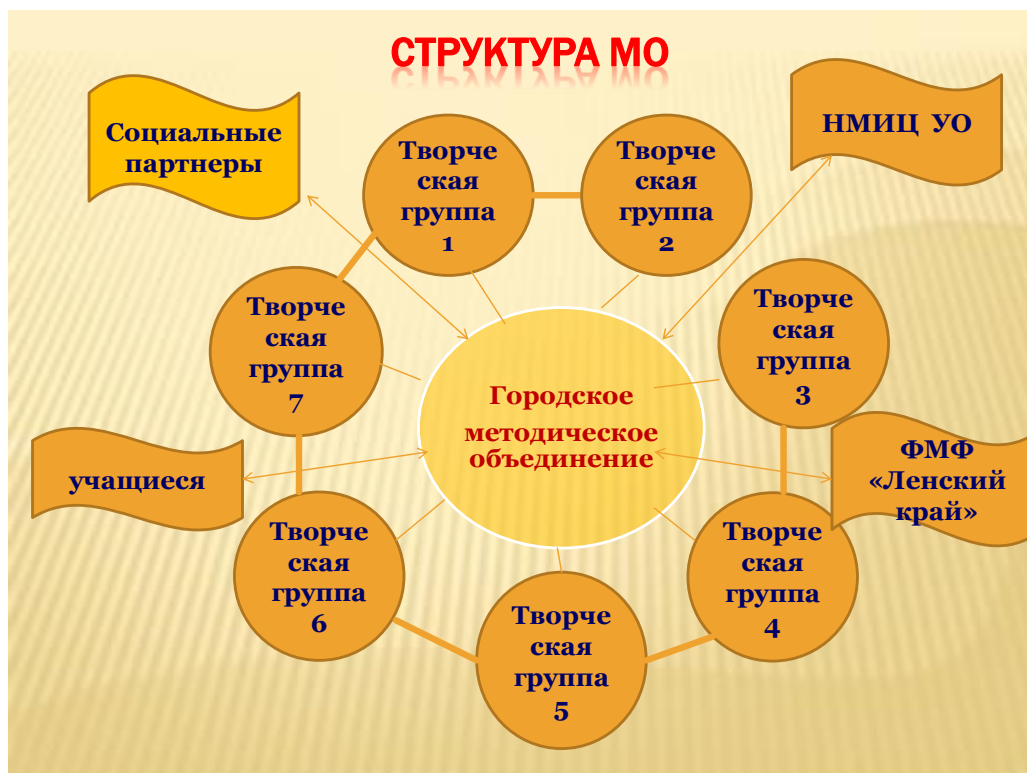 СТРУКТУРА МО
Социальные
партнеры
НМИЦ УО
Творче
ская
группа
1
Творче
ская
группа
2
Творче
ская
группа
3
Творче
ская
группа
7
Городское
методическое
объединение
учащиеся
ФМФ
«Ленский
край»
Творче
ская
группа
6
Творче
ская
группа
5
Творче
ская
группа
4